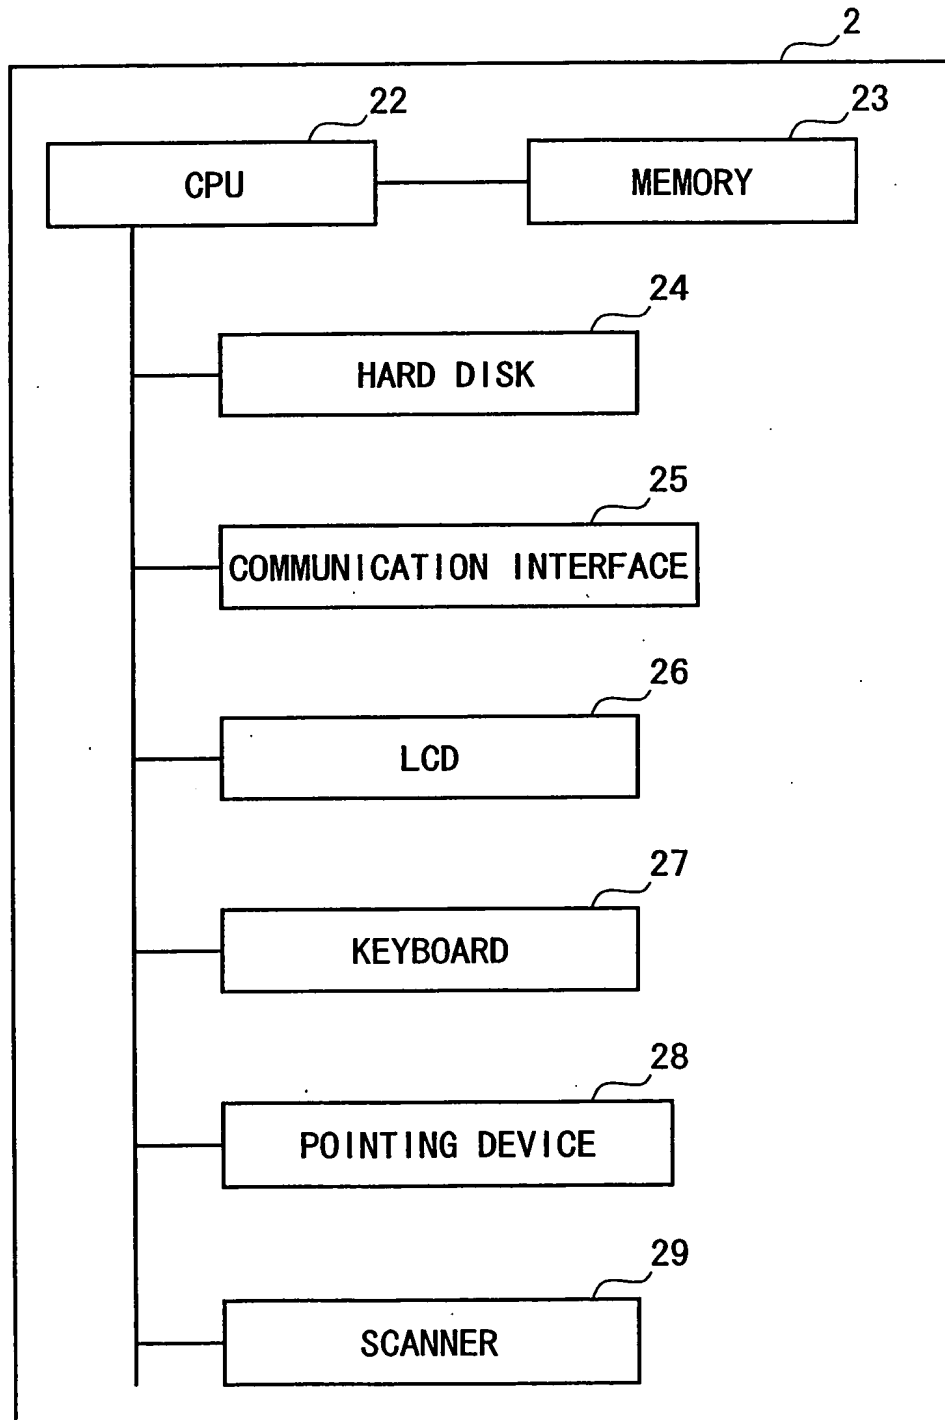 2
22
23
CPU
MEMORY
24
HARD DISK
25
COMMUNICATION INTERFACE
26
LCD
27
KEYBOARD
28
POINTING DEVICE
29
SCANNER